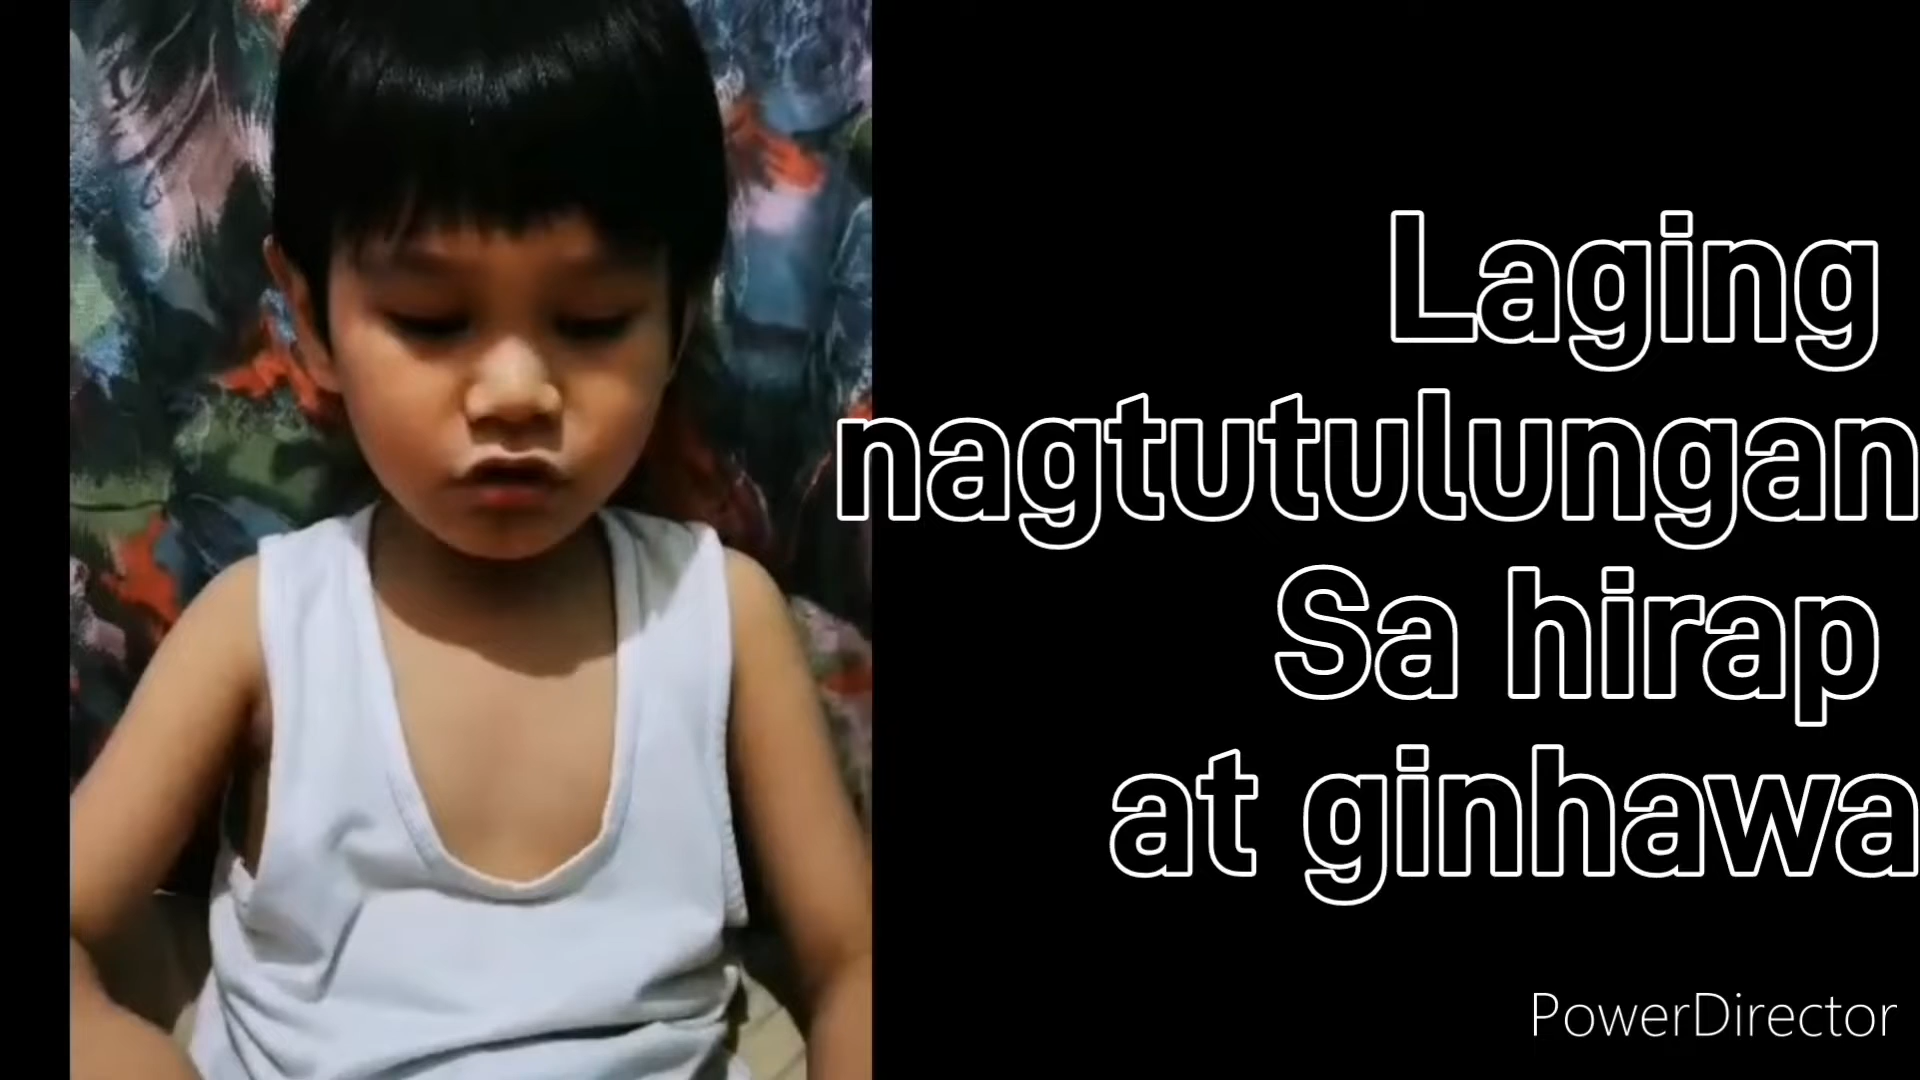 Laging
nagtutulungan
Sa hirap
at ginhawa
PowerDirector